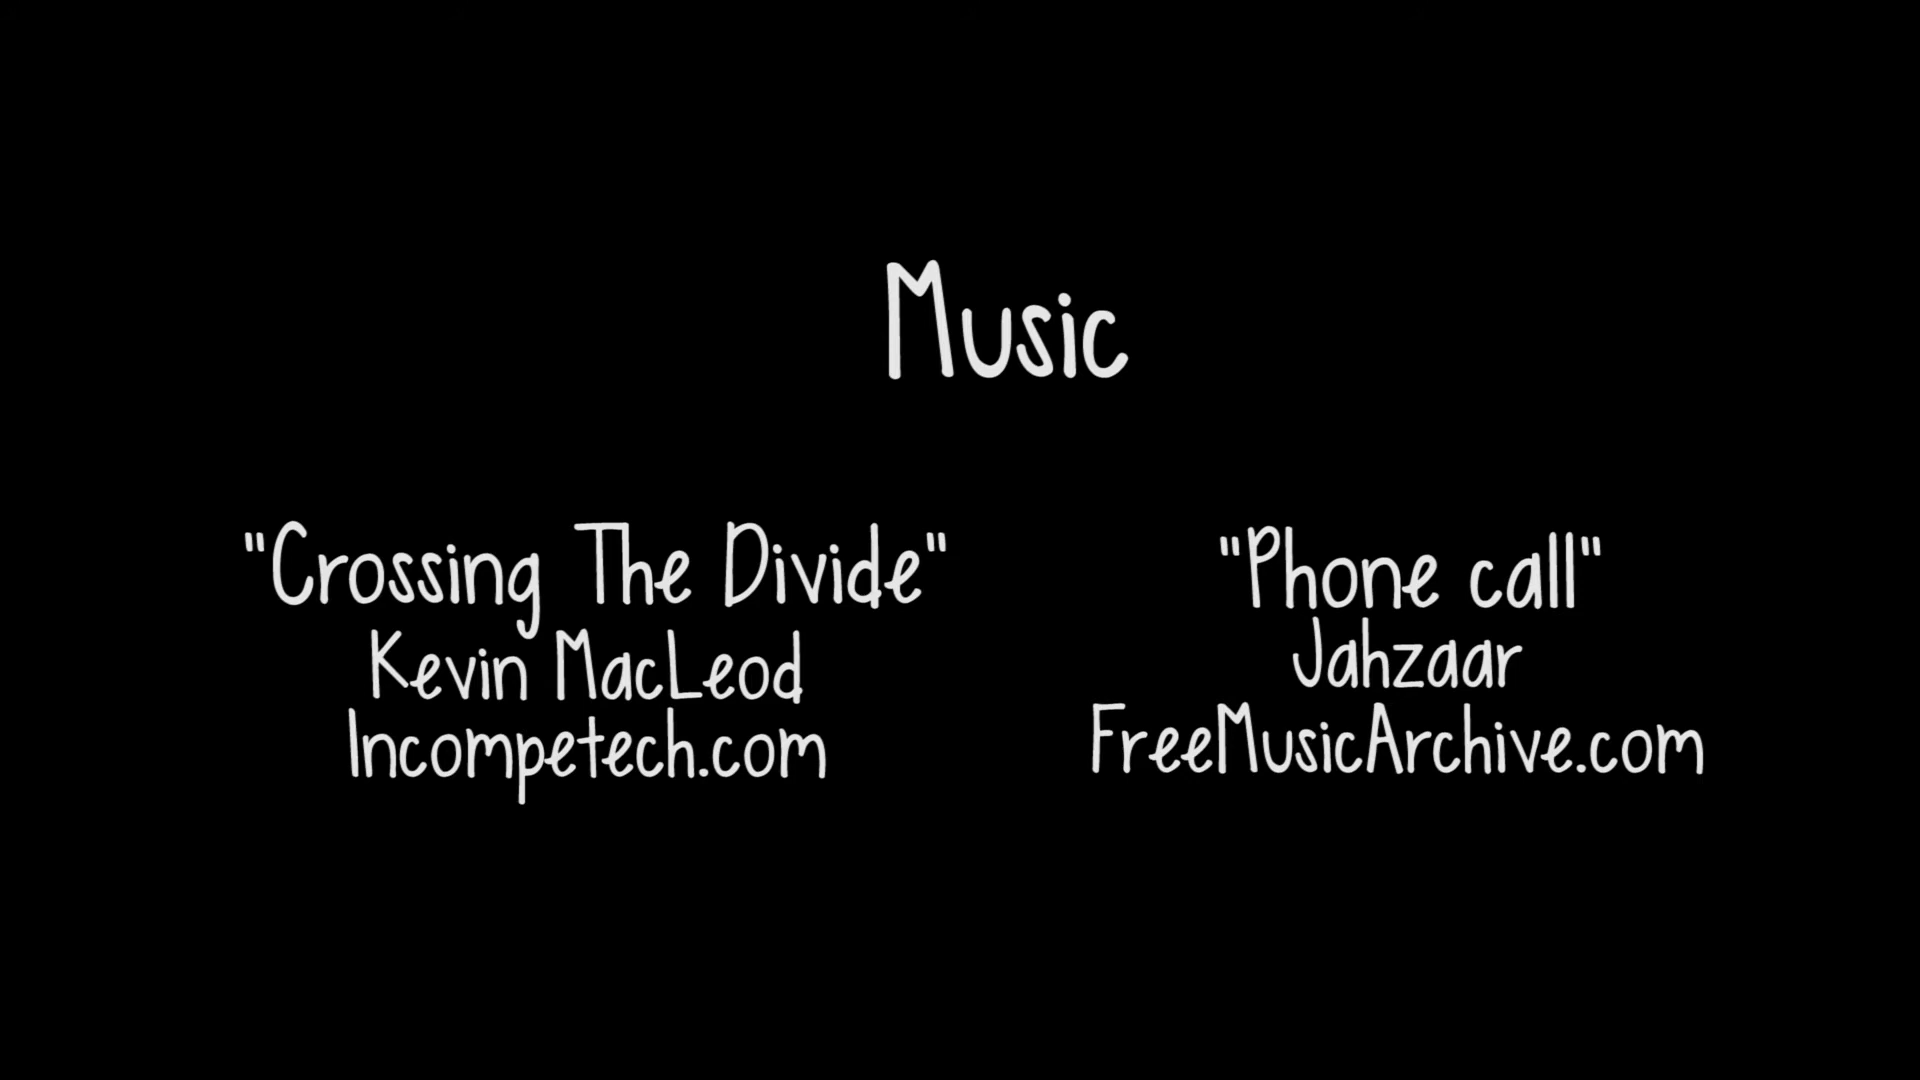 Music
"Crossing The Divide"
Kevin MacLeod
Incompetech.com
"Phone call"
Jahzaar
FreeMusicArchive.com